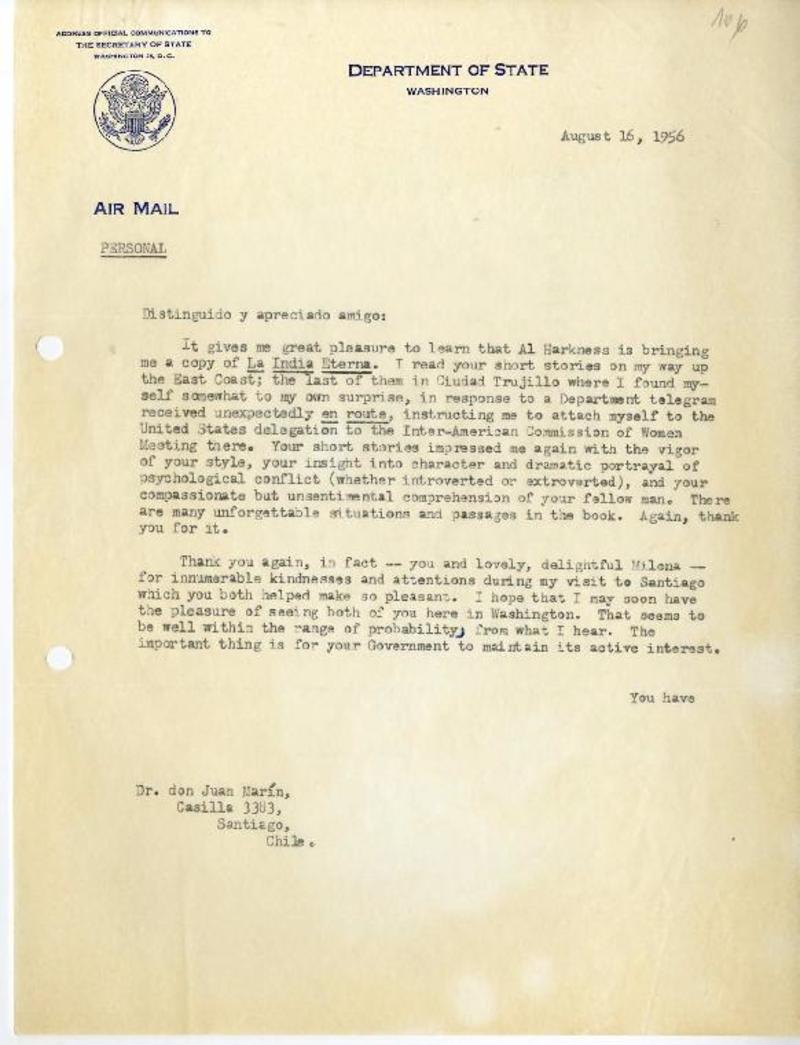 ADDRESS OFFICIAL COMMUNICATIONS TO
THE SECRETARY OF STATE
WASHINGTON 25, D.C.
DEPARTMENT OF STATE
WASHINGTON
August 16, 1956
AIR MAIL
PERSONAL
Distinguido y apreciado amigo:
It gives me great pleasure to learn that Al Harkness is bringing
me a copy of La India Eterna. I read your short stories on my way up
the East Coast; the last of them in Ciudad Trujillo where I found my-
self somewhat to my own surprise, in response to a Department telegram
received unexpectedly en route, instructing me to attach myself to the
United States delegation to the Inter-American Commission of Women
Meeting there. Your short stories impressed me again with the vigor
of your style, your insight into character and dramatic portrayal of
psychological conflict (whether introverted or extroverted), and your
compassionate but unsentimental comprehension of your fellow man. There
are many unforgettable situations and passages in the book. Again, thank
you for it.
Thank you again, in fact -- you and lovely, delightful Milena --
for innumerable kindnesses and attentions during my visit to Santiago
which you both helped make so pleasant. I hope that I may soon have
the pleasure of seeing both of you here in Washington. That seems to
be well within the range of probability, from what I hear. The
important thing is for your Government to maintain its active interest.
You have
Dr. don Juan Marín,
Casilla 3383,
Santiago,
Chile.